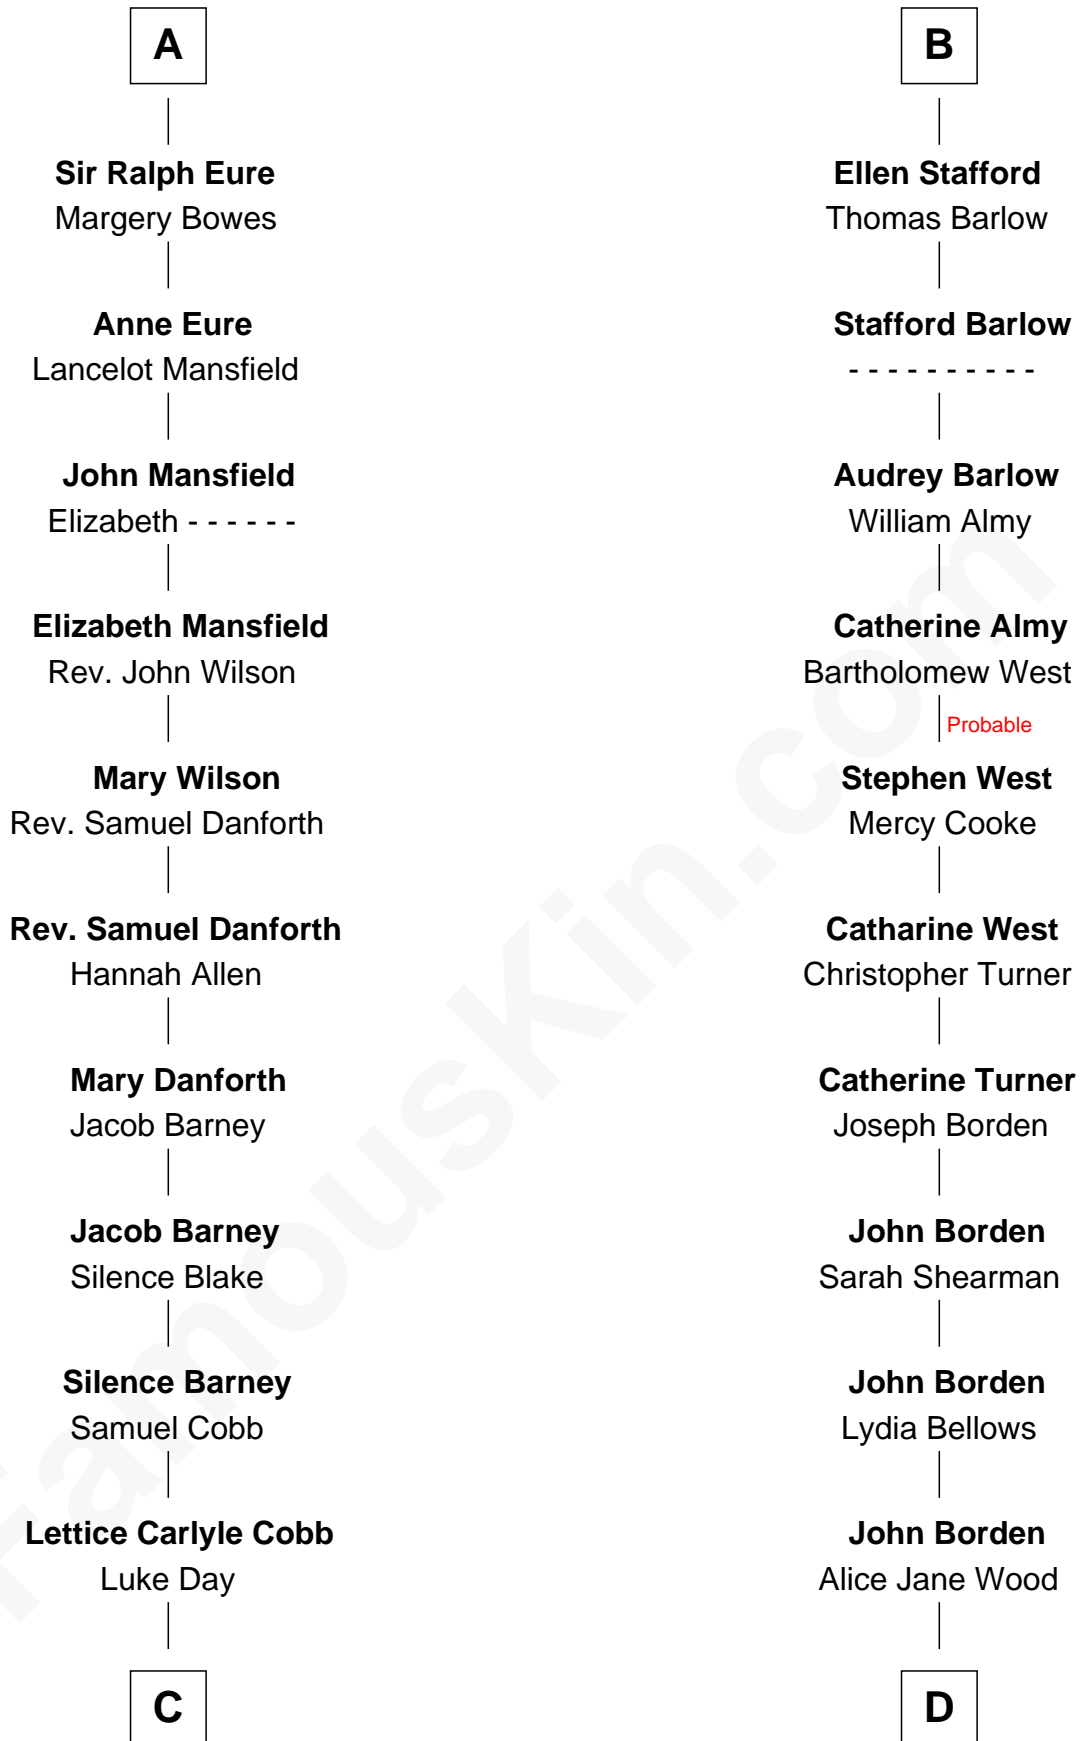 A
Sir Ralph Eure
Margery Bowes
Anne Eure
Lancelot Mansfield
John Mansfield
Elizabeth - - - - - -
Elizabeth Mansfield
Rev. John Wilson
Mary Wilson
Rev. Samuel Danforth
Rev. Samuel Danforth
Hannah Allen
Mary Danforth
Jacob Barney
Jacob Barney
Silence Blake
Silence Barney
Samuel Cobb
Lettice Carlyle Cobb
Luke Day
C
B
Ellen Stafford
Thomas Barlow
Stafford Barlow
- - - - - - - - - -
Audrey Barlow
William Almy
Catherine Almy
Bartholomew West
Probable
Stephen West
Mercy Cooke
Catharine West
Christopher Turner
Catherine Turner
Joseph Borden
John Borden
Sarah Shearman
John Borden
Lydia Bellows
John Borden
Alice Jane Wood
D
FamousKin.com